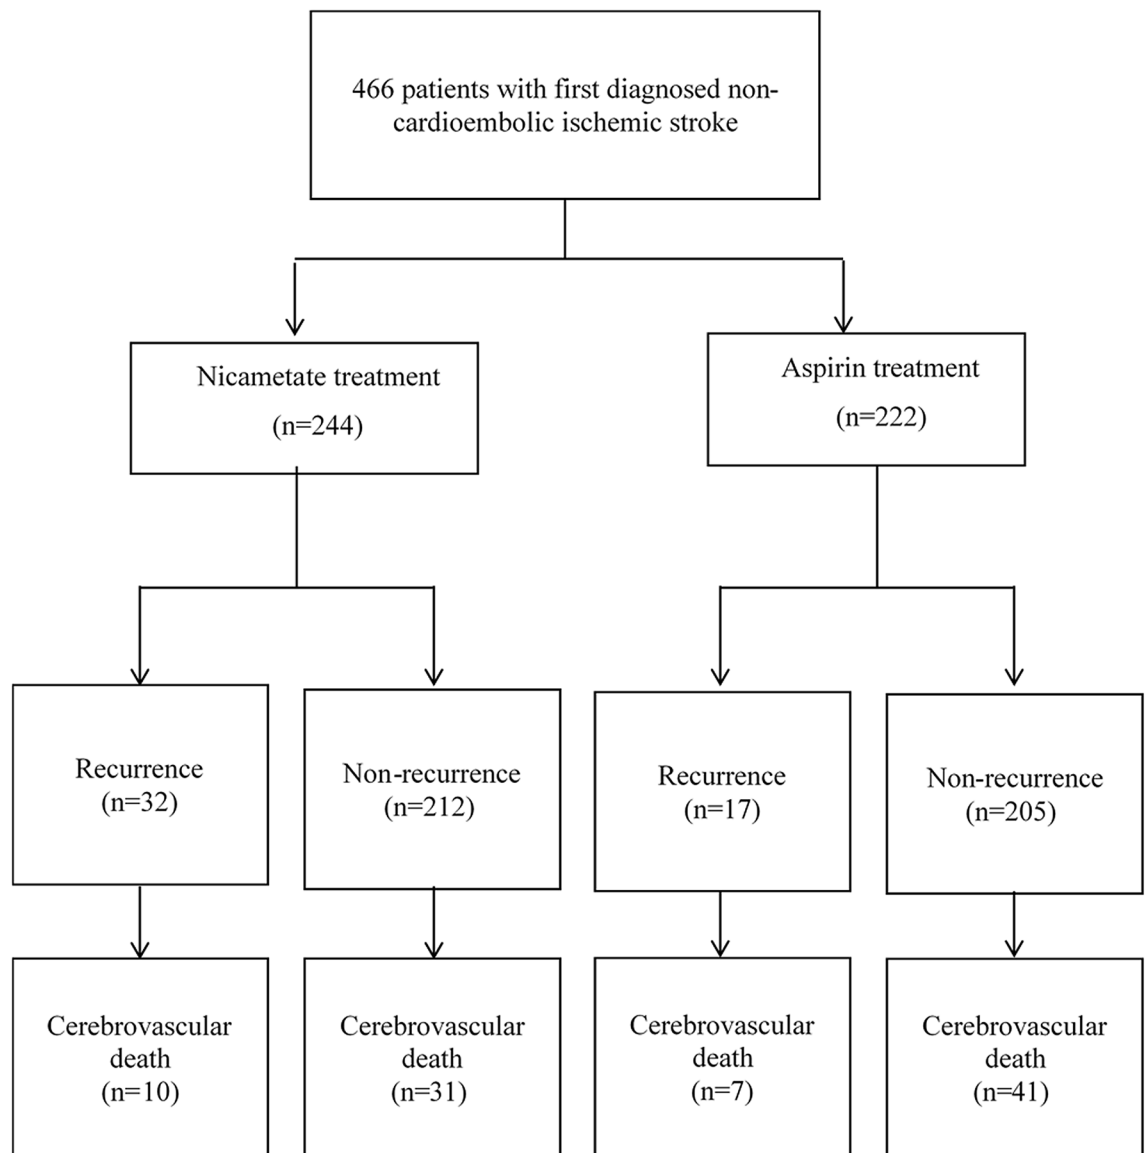 466 patients with first diagnosed non-
cardioembolic ischemic stroke
Nicametate treatment
(n=244)
Aspirin treatment
(n=222)
Recurrence
(n=32)
Non-recurrence
(n=212)
Recurrence
(n=17)
Non-recurrence
(n=205)
Cerebrovascular
death
(n=10)
Cerebrovascular
death
(n=31)
Cerebrovascular
death
(n=7)
Cerebrovascular
death
(n=41)